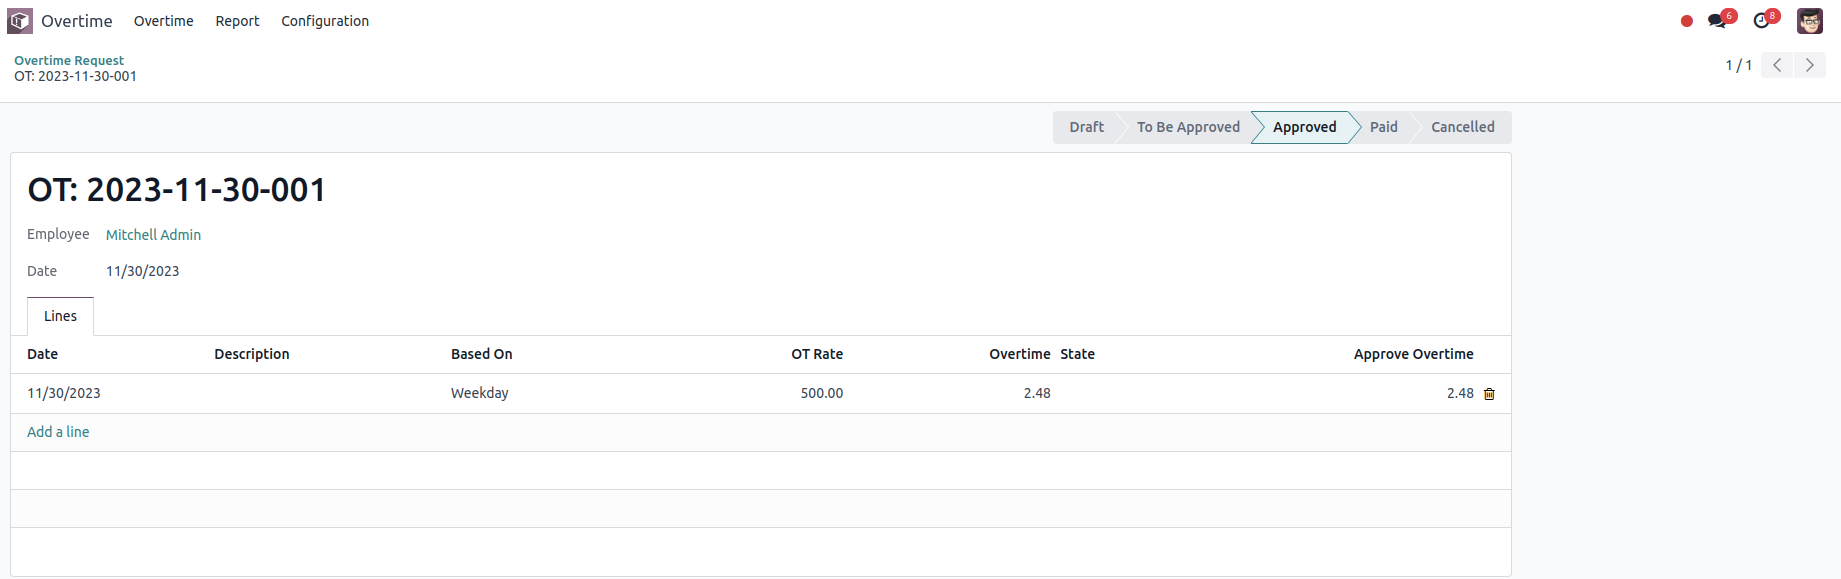 Overtime Overtime Report Configuration 6 8
Overtime Request
OT: 2023-11-30-001
1 / 1
Draft To Be Approved Approved Paid Cancelled
OT: 2023-11-30-001
Employee Mitchell Admin
Date 11/30/2023
Lines
Date Description Based On OT Rate Overtime State Approve Overtime
11/30/2023 Weekday 500.00 2.48 2.48
Add a line